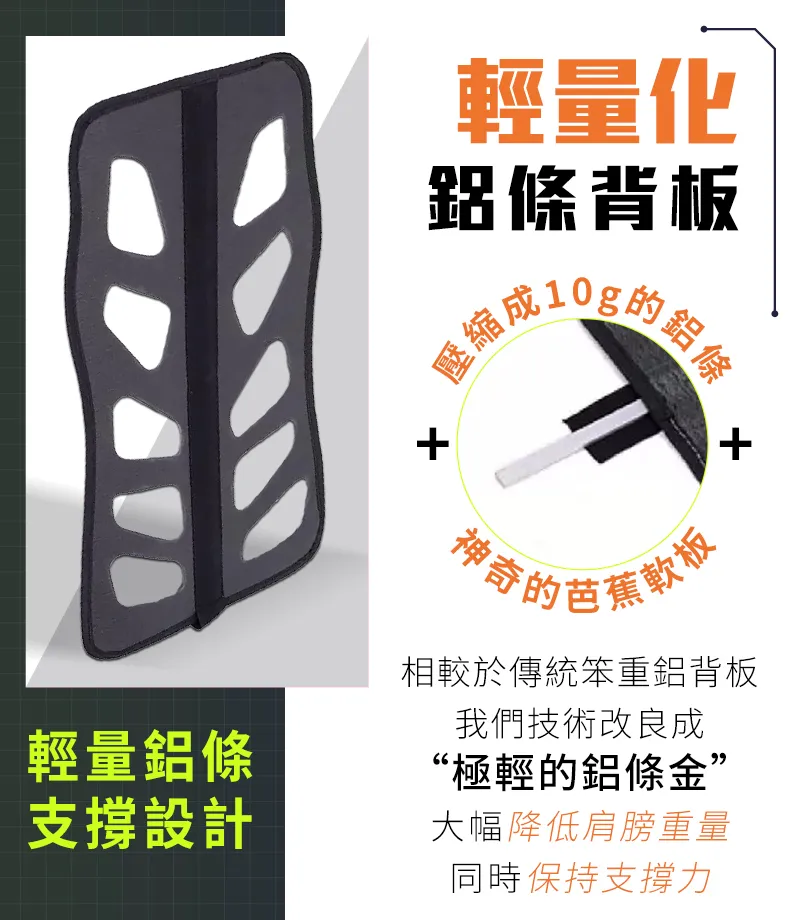 輕量化
鋁條背板
壓縮成10g的鋁條
+ +
神奇的芭蕉軟板
相較於傳統笨重鋁背板
我們技術改良成
“極輕的鋁條金”
大幅降低肩膀重量
同時保持支撐力
輕量鋁條
支撐設計